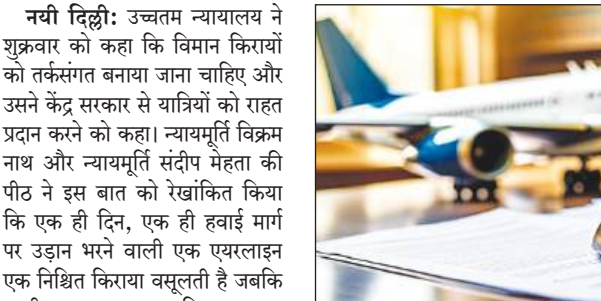 नयी दिल्ली: उच्चतम न्यायालय ने
शुक्रवार को कहा कि विमान किरायों
को तर्कसंगत बनाया जाना चाहिए और
उसने केंद्र सरकार से यात्रियों को राहत
प्रदान करने को कहा। न्यायमूर्ति विक्रम
नाथ और न्यायमूर्ति संदीप मेहता की
पीठ ने इस बात को रेखांकित किया
कि एक ही दिन, एक ही हवाई मार्ग
पर उड़ान भरने वाली एक एयरलाइन
एक निश्चित किराया वसूलती है जबकि